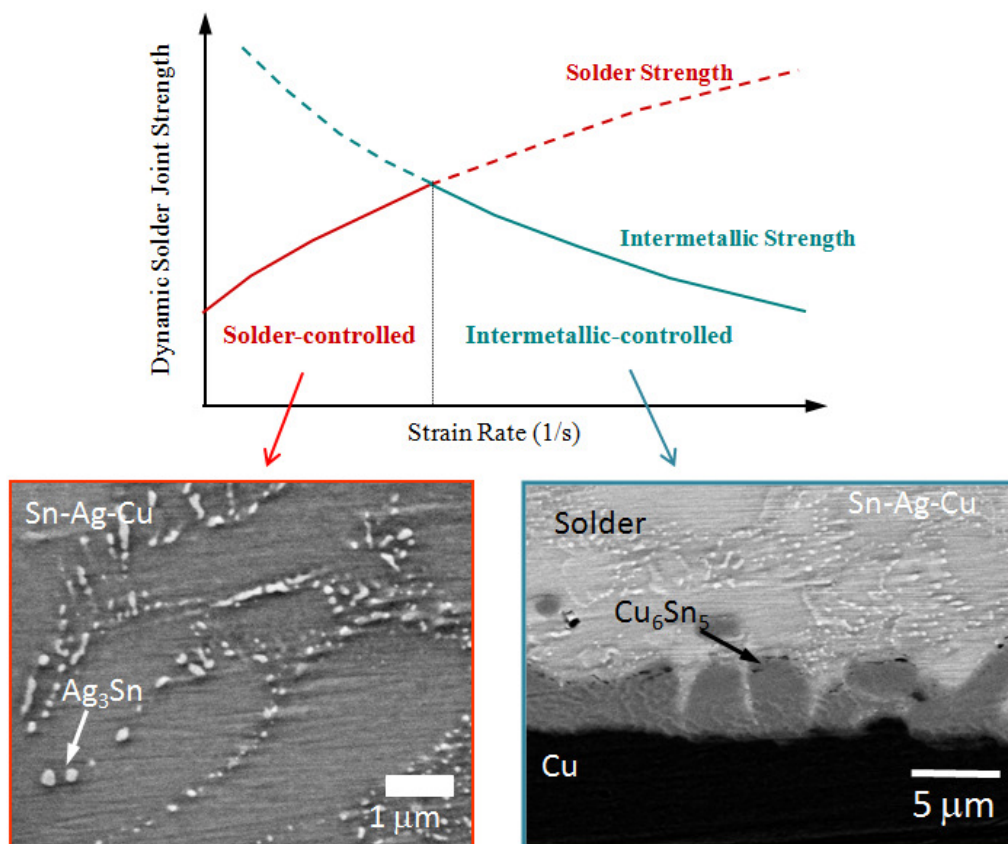 Dynamic Solder Joint Strength
Solder Strength
Intermetallic Strength
Solder-controlled
Intermetallic-controlled
Strain Rate (1/s)
Sn-Ag-Cu
Ag₃Sn
1 μm
Sn-Ag-Cu
Solder
Cu₆Sn₅
Cu
5 μm